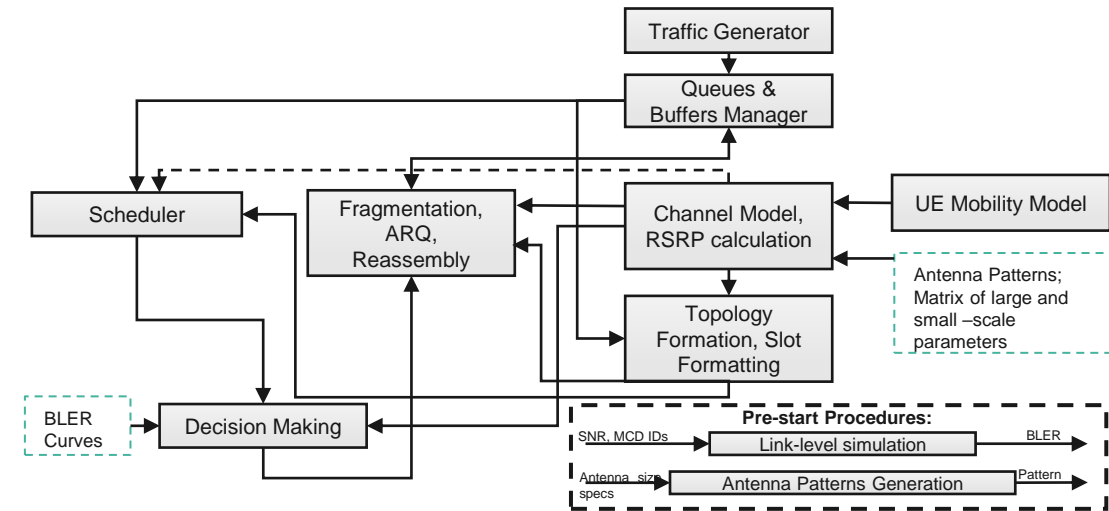 Traffic Generator
Queues &
Buffers Manager
Scheduler
Fragmentation,
ARQ,
Reassembly
Channel Model,
RSRP calculation
UE Mobility Model
Antenna Patterns;
Matrix of large and
small –scale
parameters
Topology
Formation, Slot
Formatting
BLER
Curves
Decision Making
Pre-start Procedures:
SNR, MCD IDs
Link-level simulation
BLER
Antenna size
specs
Antenna Patterns Generation
Pattern